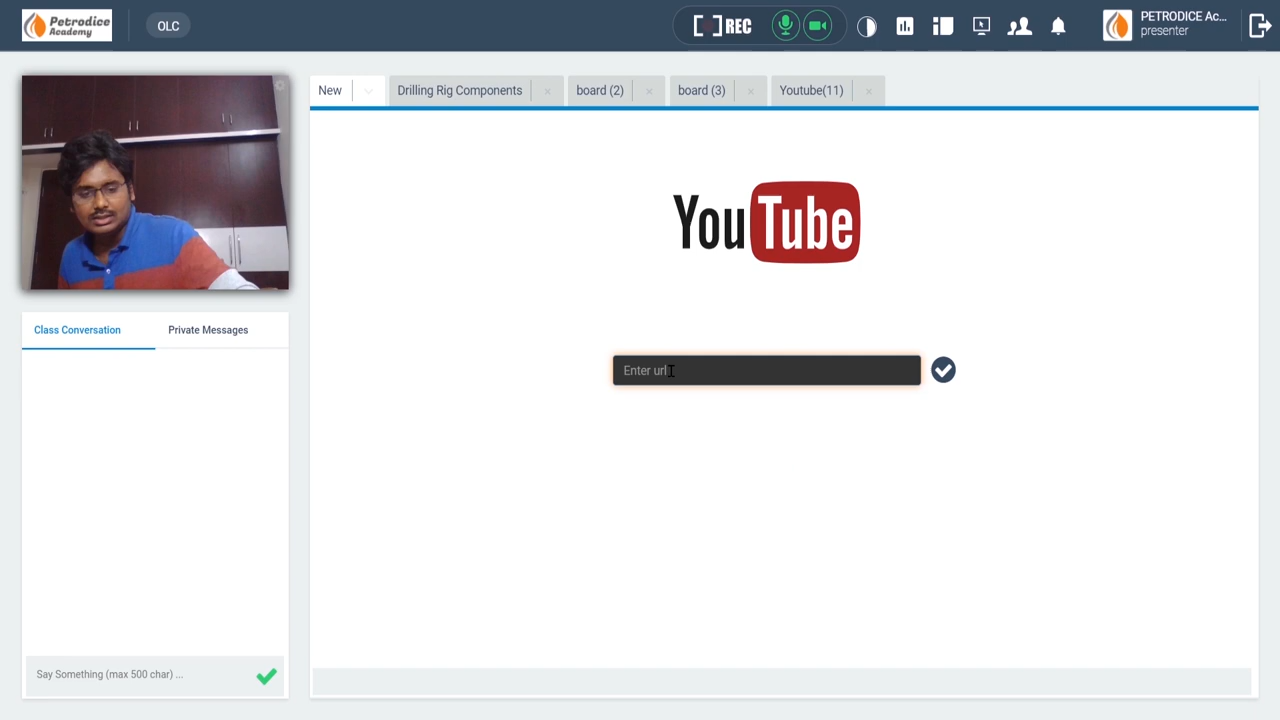 Petrodice
Academy
OLC
REC
PETRODICE Ac...
presenter
New
Drilling Rig Components
board (2)
board (3)
Youtube(11)
YouTube
Enter url
Class Conversation
Private Messages
Say Something (max 500 char) ...